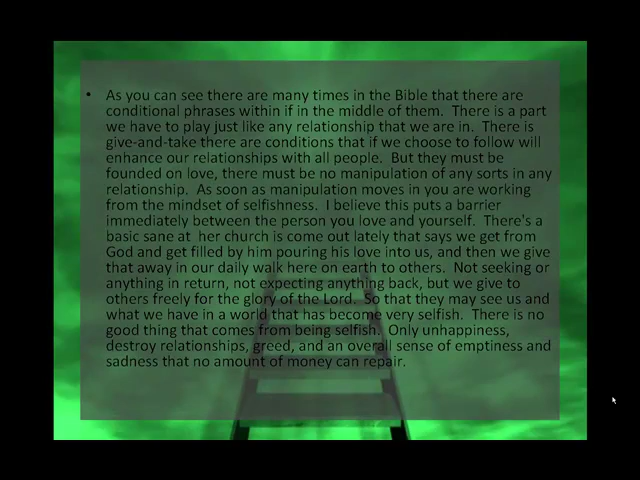 • As you can see there are many times in the Bible that there are
conditional phrases within if in the middle of them.  There is a part
we have to play just like any relationship that we are in.  There is
give-and-take there are conditions that if we choose to follow will
enhance our relationships with all people.  But they must be
founded on love, there must be no manipulation of any sorts in any
relationship.  As soon as manipulation moves in you are working
from the mindset of selfishness.  I believe this puts a barrier
immediately between the person you love and yourself.  There's a
basic sane at  her church is come out lately that says we get from
God and get filled by him pouring his love into us, and then we give
that away in our daily walk here on earth to others.  Not seeking or
anything in return, not expecting anything back, but we give to
others freely for the glory of the Lord.  So that they may see us and
what we have in a world that has become very selfish.  There is no
good thing that comes from being selfish.  Only unhappiness,
destroy relationships, greed, and an overall sense of emptiness and
sadness that no amount of money can repair.